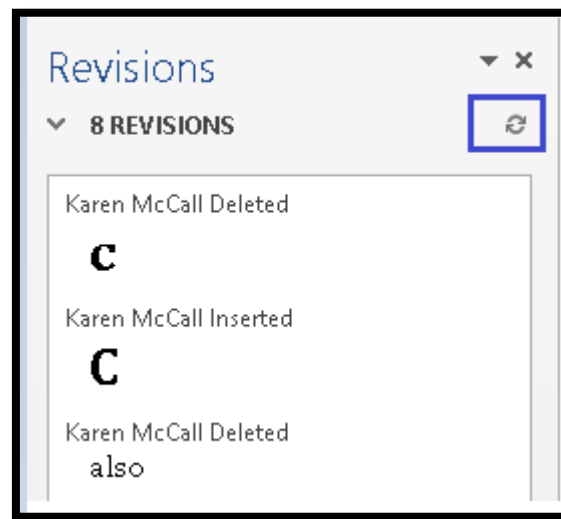 Revisions
8 REVISIONS
Karen McCall Deleted
c
Karen McCall Inserted
C
Karen McCall Deleted
also